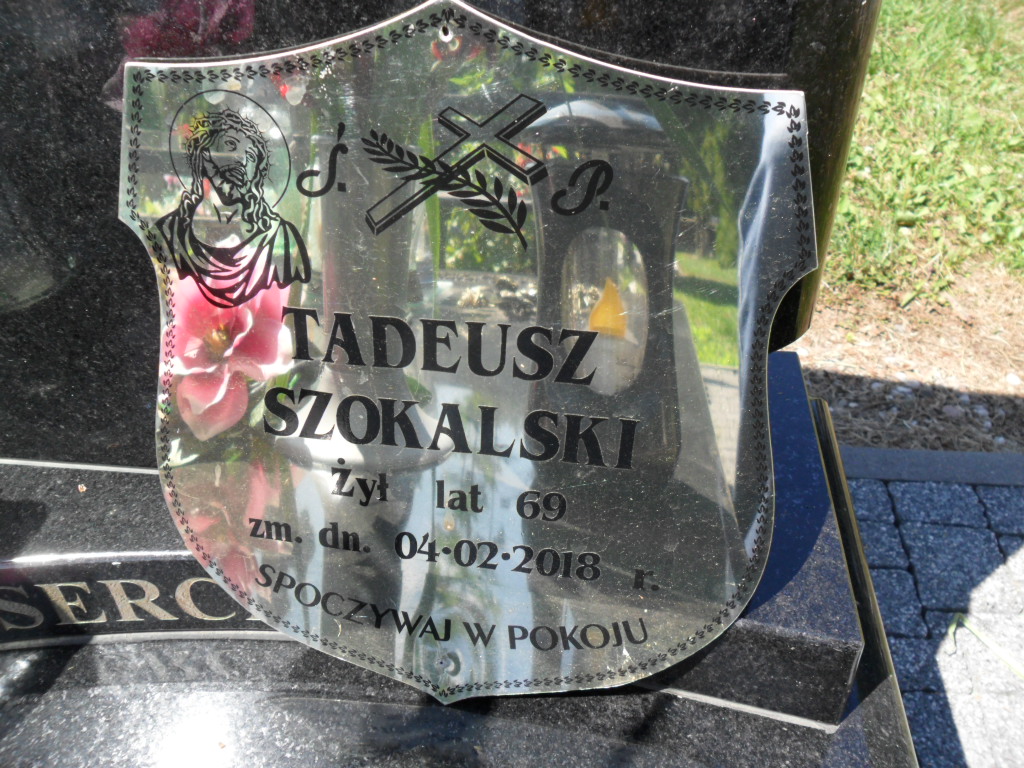 Ś. P.
TADEUSZ
SZOKALSKI
Żył lat 69
zm. dn. 04·02·2018 r.
SPOCZYWAJ W POKOJU